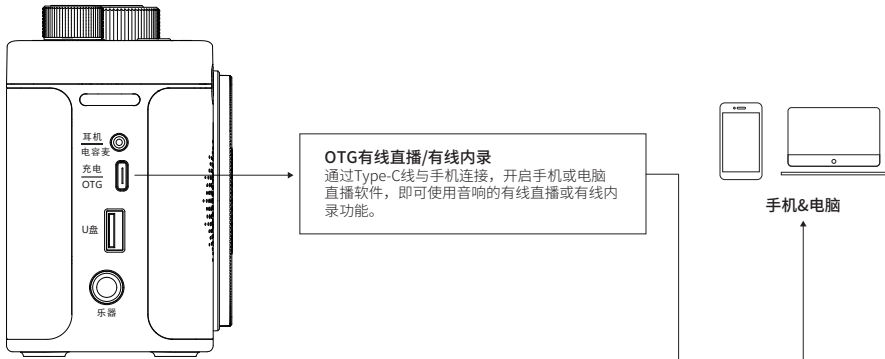 耳机
电容麦
充电
OTG
U盘
乐器
OTG有线直播/有线内录
通过Type-C线与手机连接，开启手机或电脑
直播软件，即可使用音响的有线直播或有线内
录功能。
手机&电脑